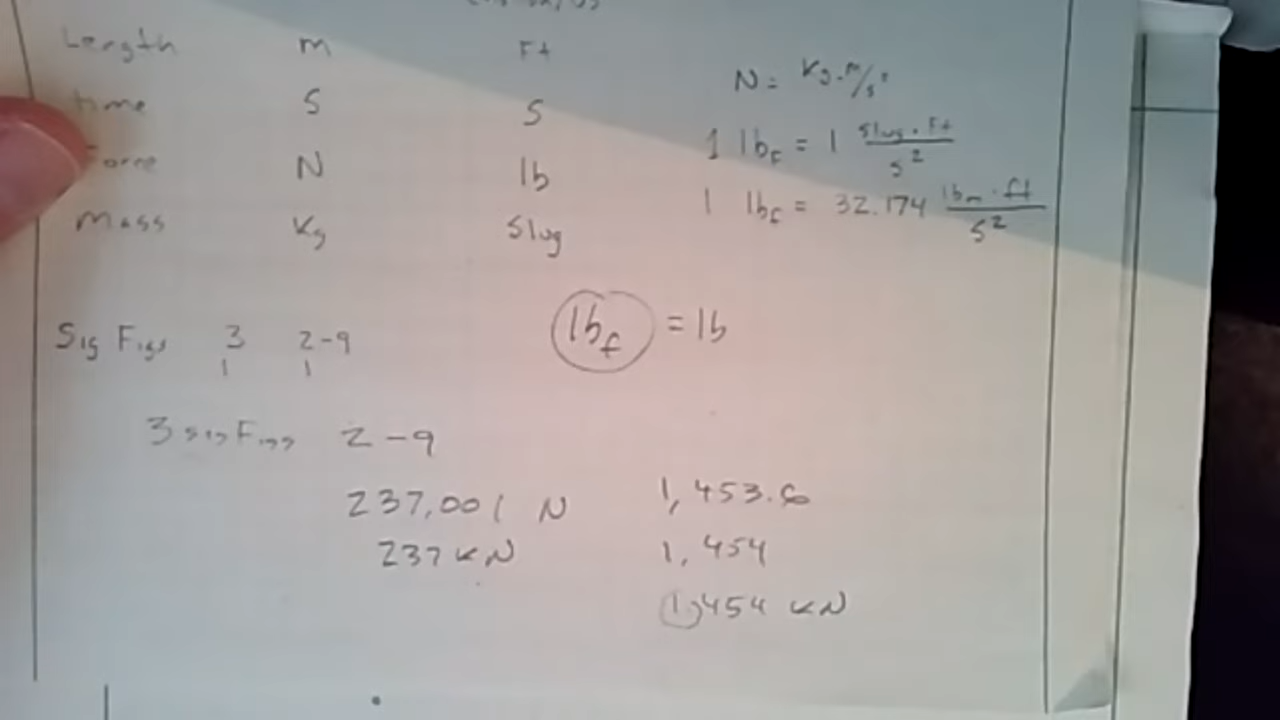 Length m Ft
time S S
Force N lb
Mass Kg Slug
N = Kg·m/s²
1 lbf = 1 Slug·Ft/s²
1 lbf = 32.174 lbm·ft/s²
Sig Figs 3 2-9
1 1
lbf = lb
3 sig Figs 2-9
237,001 N
237 kN
1,453.6
1,454
1,454 kN